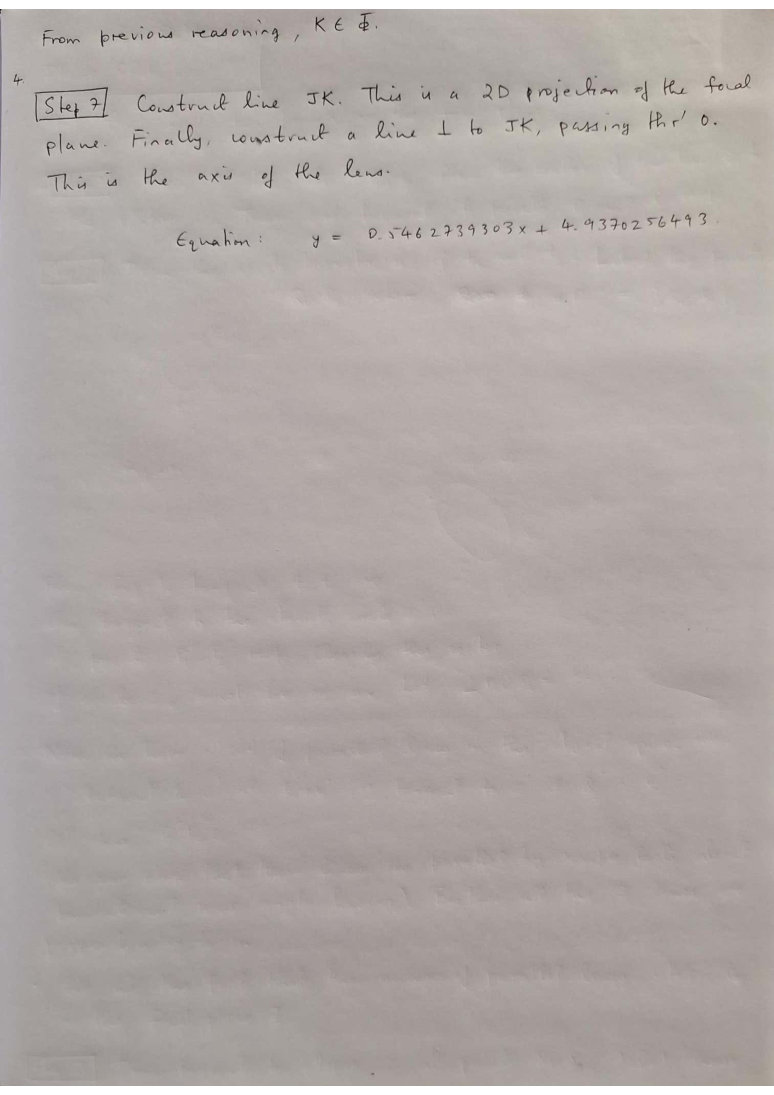 From previous reasoning, K ∈ Φ.
4.
Step 7 Construct line JK. This is a 2D projection of the focal
plane. Finally, construct a line ⊥ to JK, passing thr' O.
This is the axis of the lens.
Equation: y = 0.5462739303x + 4.9370256493.